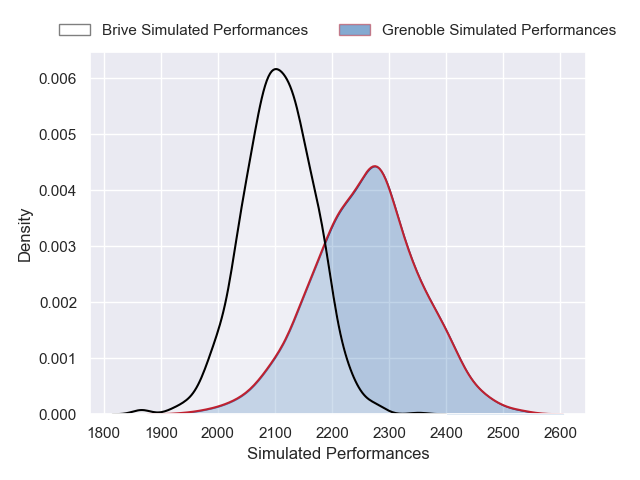 Brive Simulated Performances Grenoble Simulated Performances
0.006
0.005
0.004
0.003
0.002
0.001
0.000
Density
1800 1900 2000 2100 2200 2300 2400 2500 2600
Simulated Performances